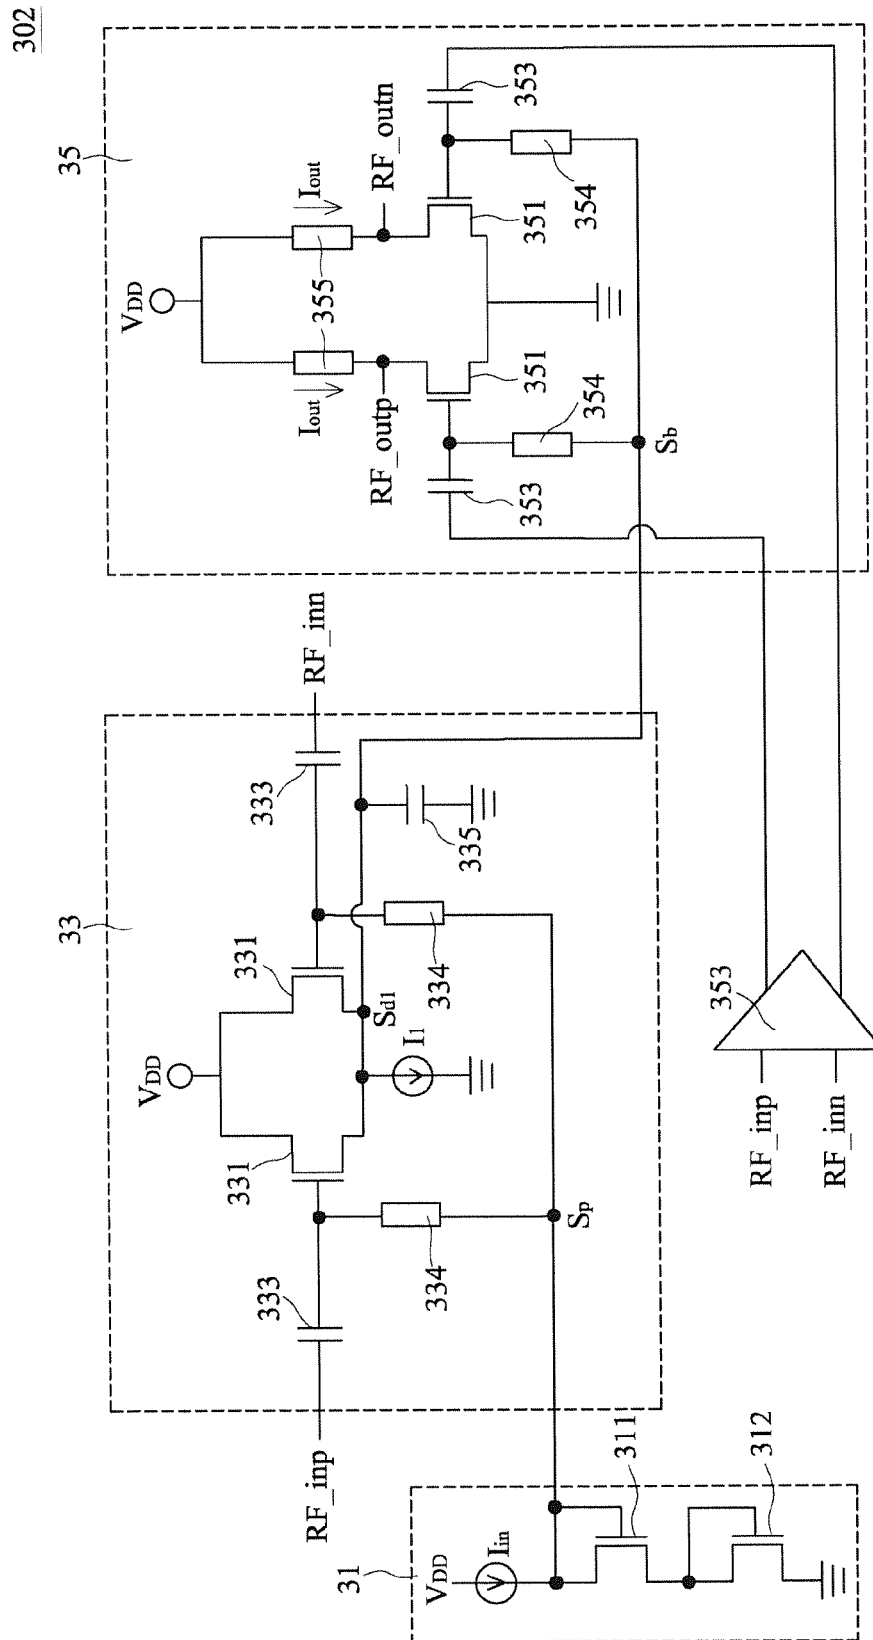 302
35
VDD
Iout
Iout
355
RF_outp
RF_outn
353
353
351
351
354
354
Sb
33
VDD
RF_inp
RF_inn
333
333
331
331
Sd1
I1
334
334
335
Sp
31
VDD
Iin
311
312
RF_inp
RF_inn
353